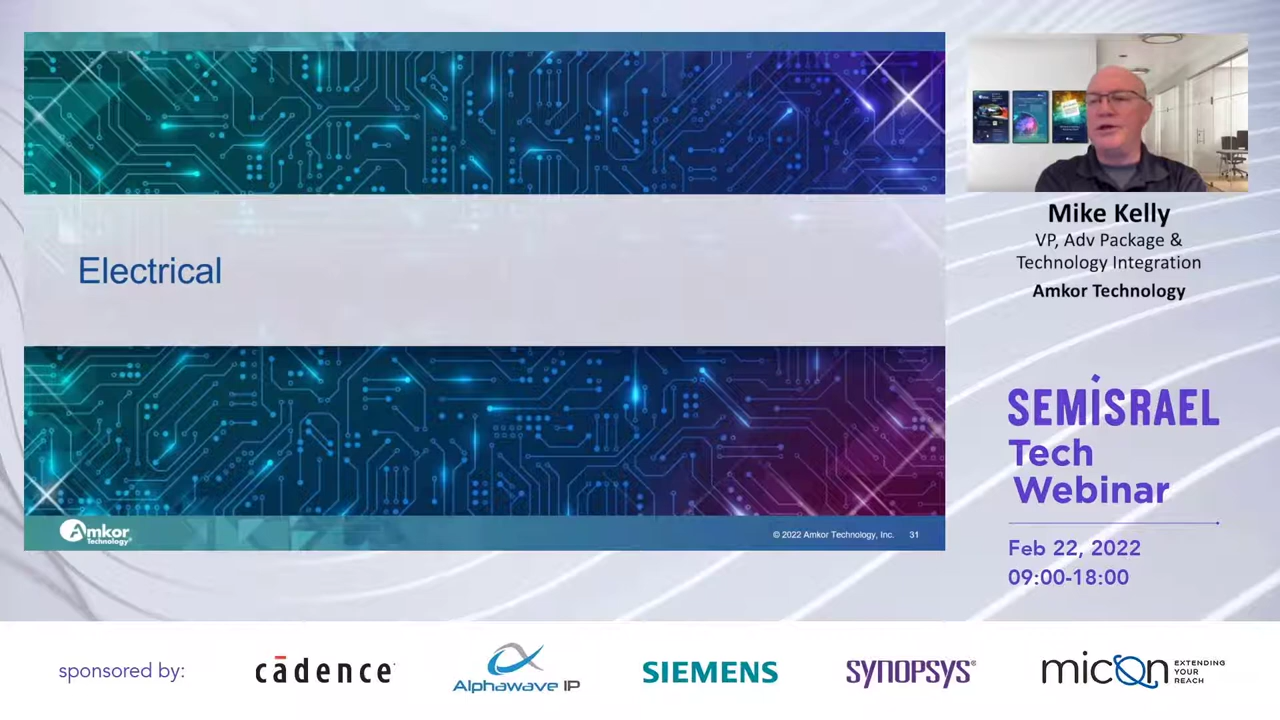 Electrical
Amkor
Technology®
© 2022 Amkor Technology, Inc. 31
Mike Kelly
VP, Adv Package &
Technology Integration
Amkor Technology
SEMISRAEL
Tech
Webinar
Feb 22, 2022
09:00-18:00
sponsored by:
cādence
Alphawave IP
SIEMENS
SYNOPSYS®
micon
EXTENDING
YOUR
REACH